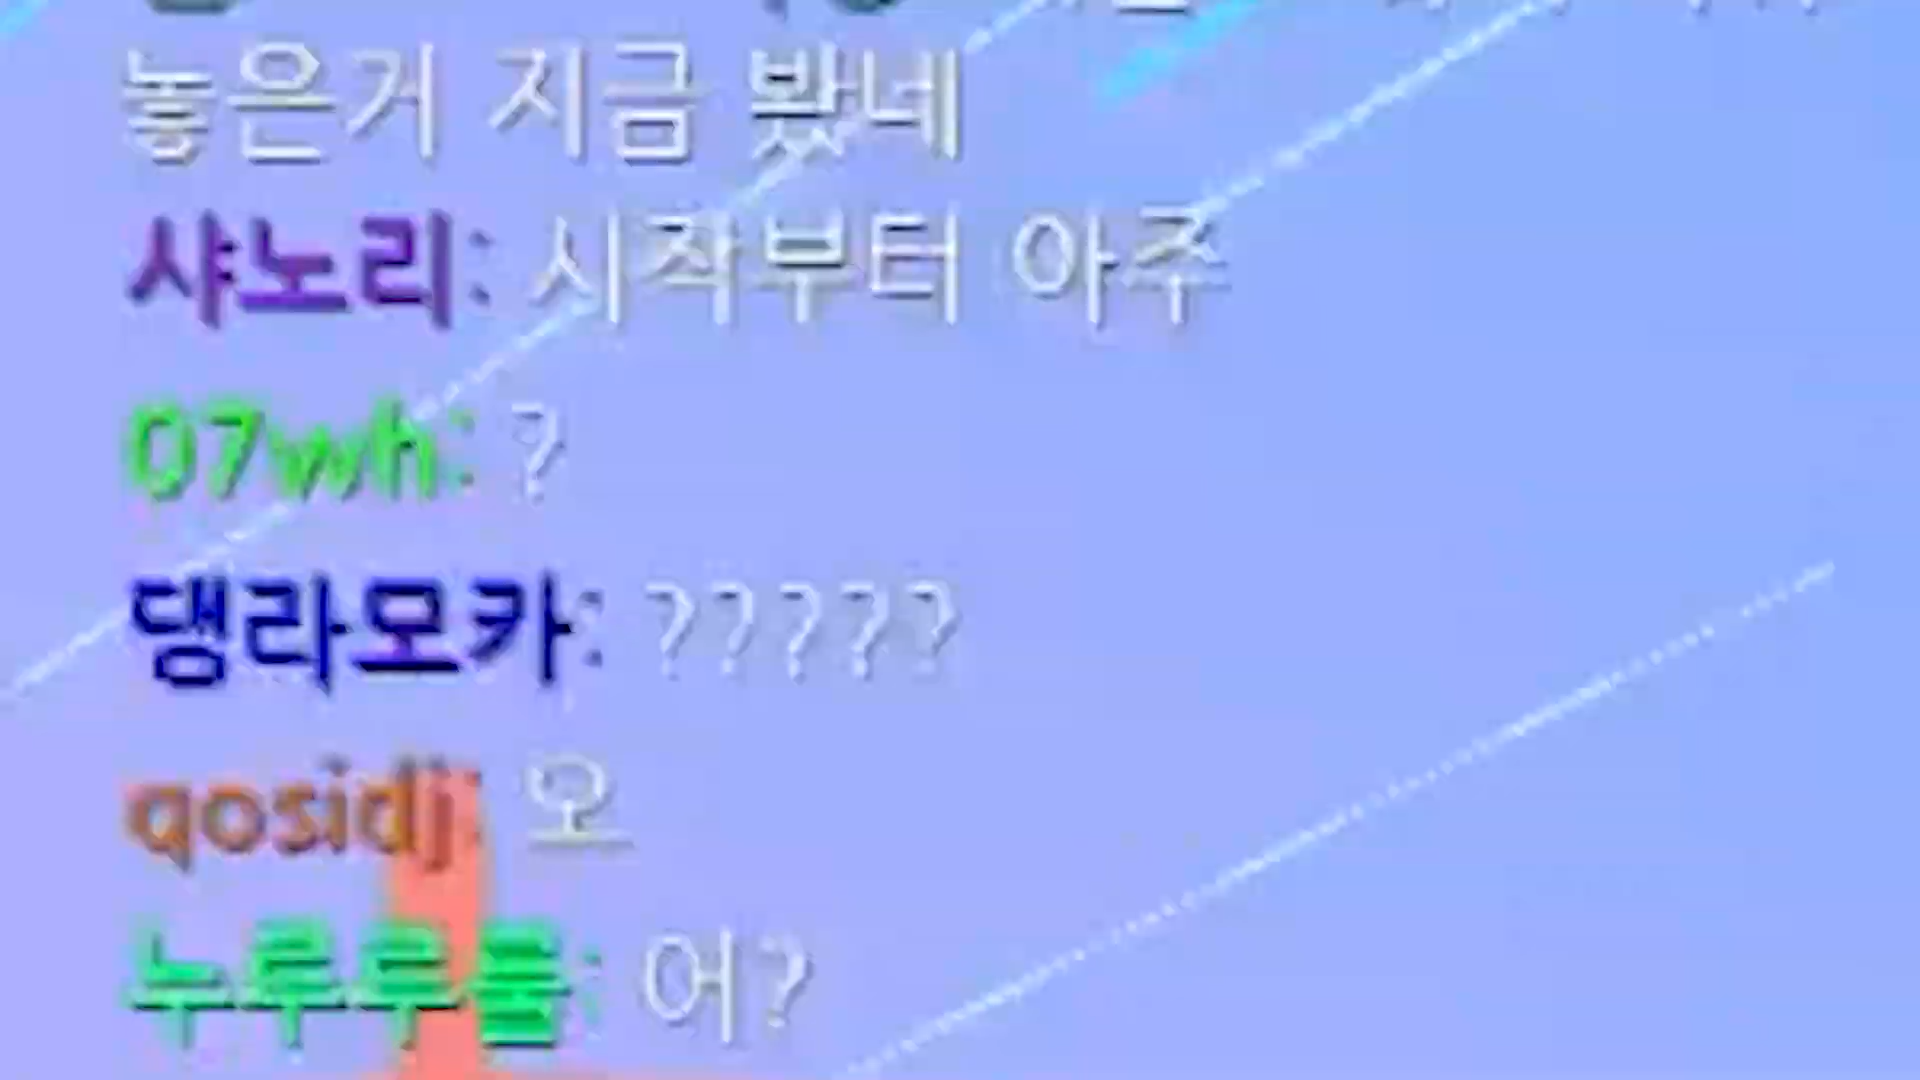 놓은거 지금 봤네
샤노리: 시작부터 아주
07wh: ?
댕라모카: ?????
qosidj: 오
누루루룰: 어?